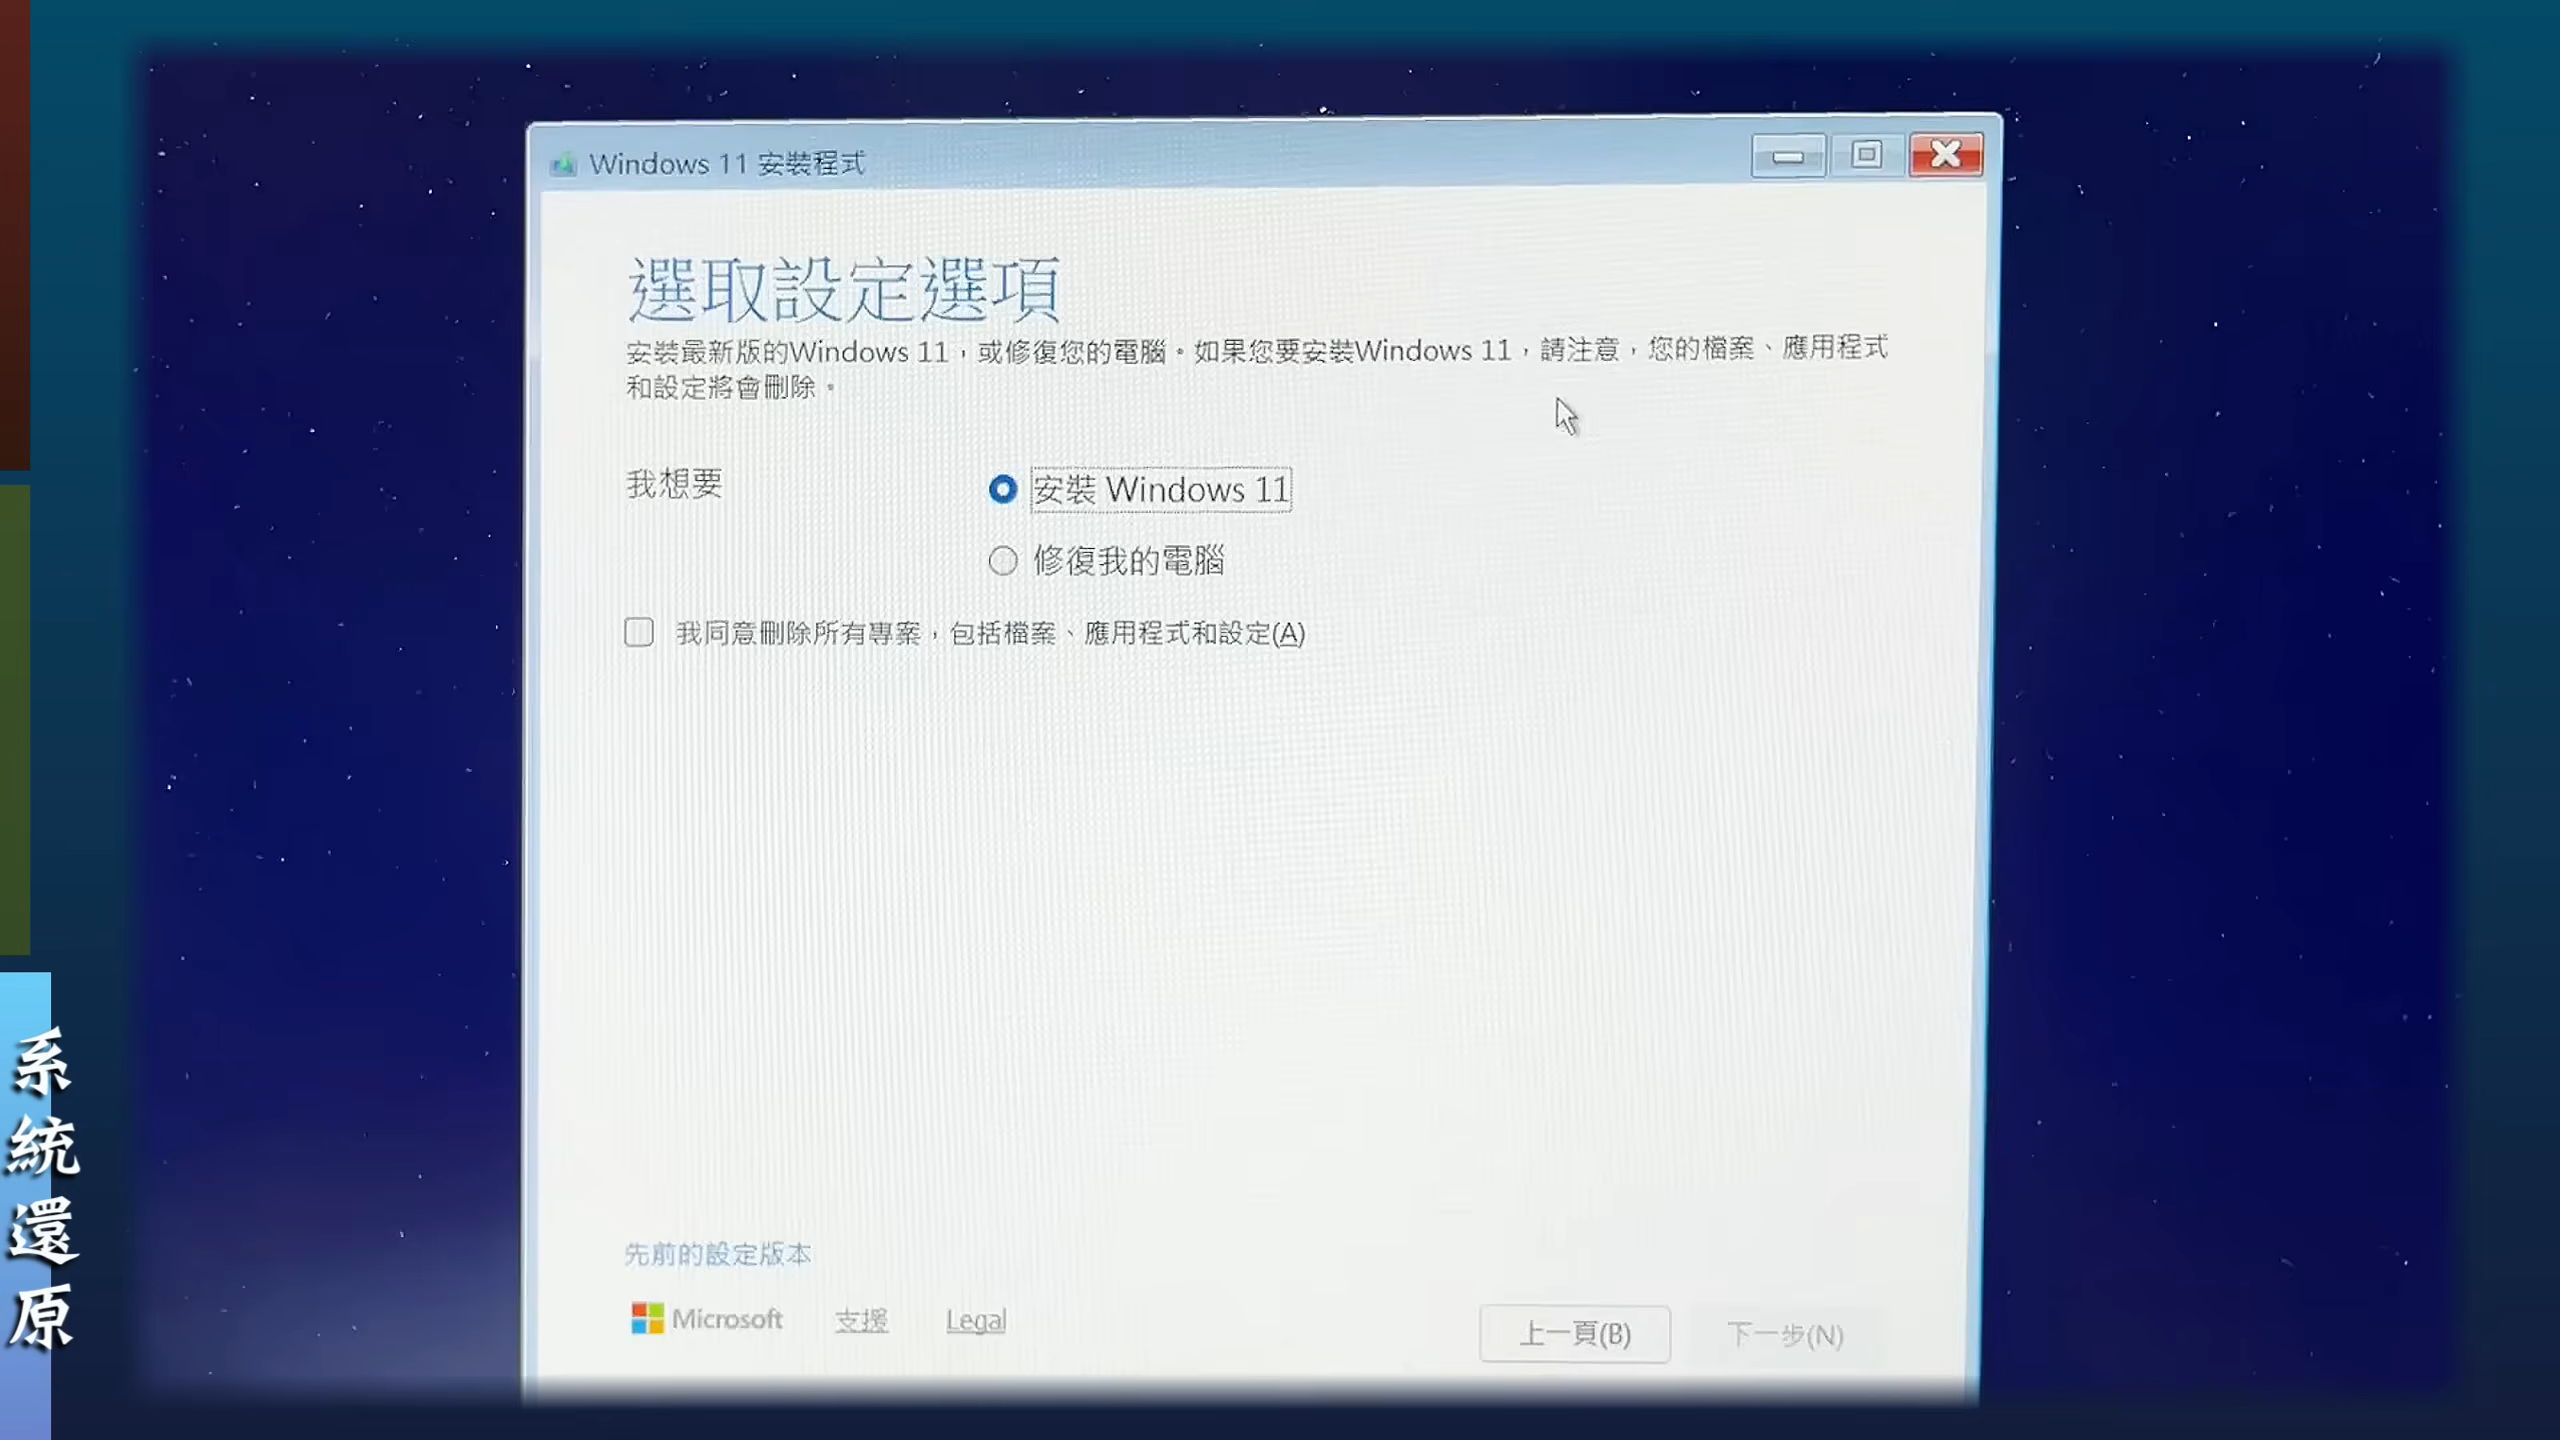 Windows 11 安裝程式
選取設定選項
安裝最新版的Windows 11，或修復您的電腦。如果您要安裝Windows 11，請注意，您的檔案、應用程式
和設定將會刪除。
我想要
安裝 Windows 11
修復我的電腦
我同意刪除所有專案，包括檔案、應用程式和設定(A)
先前的設定版本
Microsoft 支援 Legal
上一頁(B) 下一步(N)
系統還原